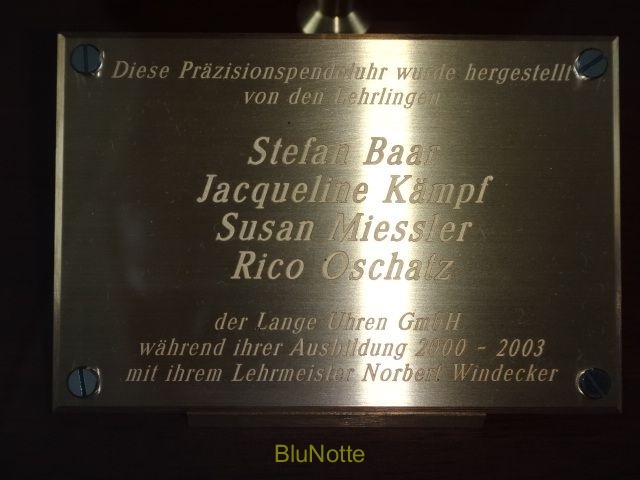 Diese Präzisionspendeluhr wurde hergestellt
von den Lehrlingen
Stefan Baar
Jacqueline Kämpf
Susan Miessler
Rico Oschatz
der Lange Uhren GmbH
während ihrer Ausbildung 2000 - 2003
mit ihrem Lehrmeister Norbert Windecker
BluNotte